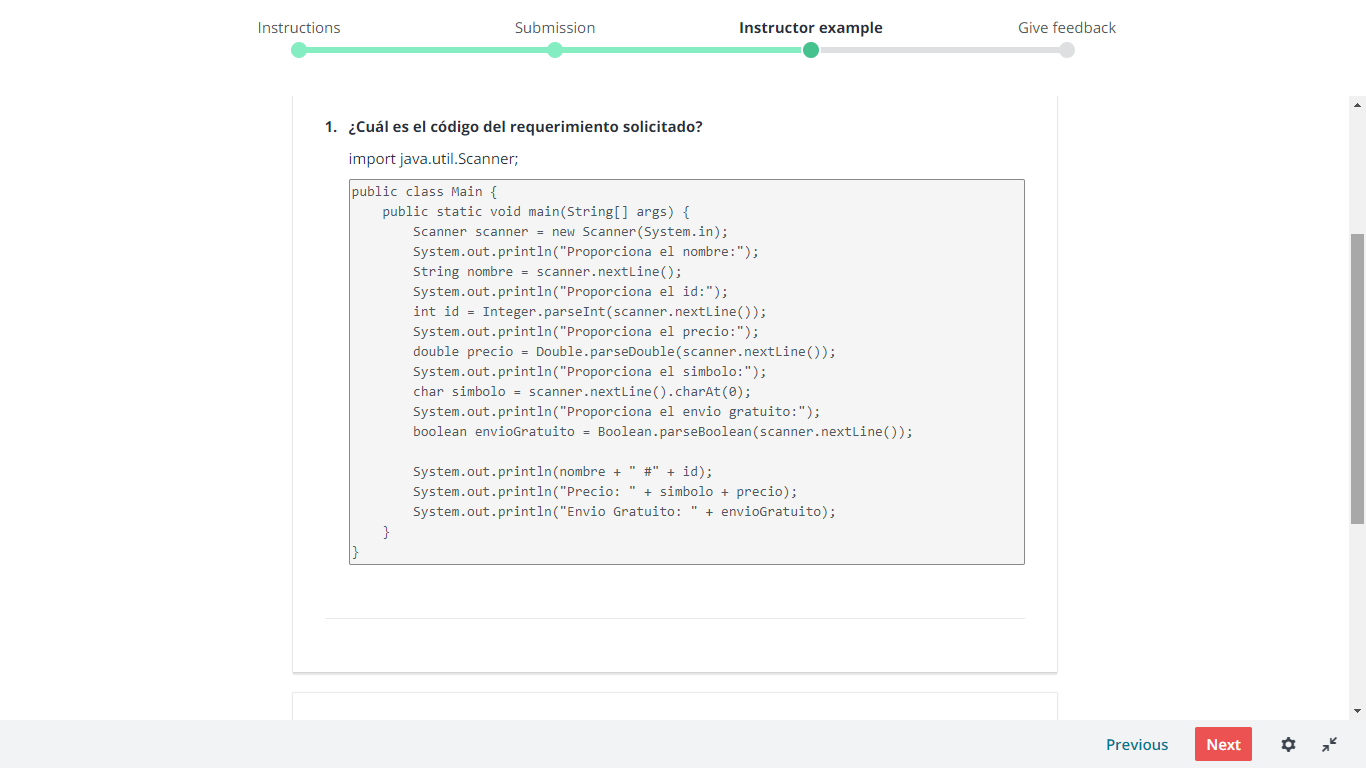 Instructions
Submission
Instructor example
Give feedback
1. ¿Cuál es el código del requerimiento solicitado?
import java.util.Scanner;
public class Main {
    public static void main(String[] args) {
        Scanner scanner = new Scanner(System.in);
        System.out.println("Proporciona el nombre:");
        String nombre = scanner.nextLine();
        System.out.println("Proporciona el id:");
        int id = Integer.parseInt(scanner.nextLine());
        System.out.println("Proporciona el precio:");
        double precio = Double.parseDouble(scanner.nextLine());
        System.out.println("Proporciona el simbolo:");
        char simbolo = scanner.nextLine().charAt(0);
        System.out.println("Proporciona el envio gratuito:");
        boolean envioGratuito = Boolean.parseBoolean(scanner.nextLine());
        System.out.println(nombre + " #" + id);
        System.out.println("Precio: " + simbolo + precio);
        System.out.println("Envio Gratuito: " + envioGratuito);
    }
}
Previous
Next